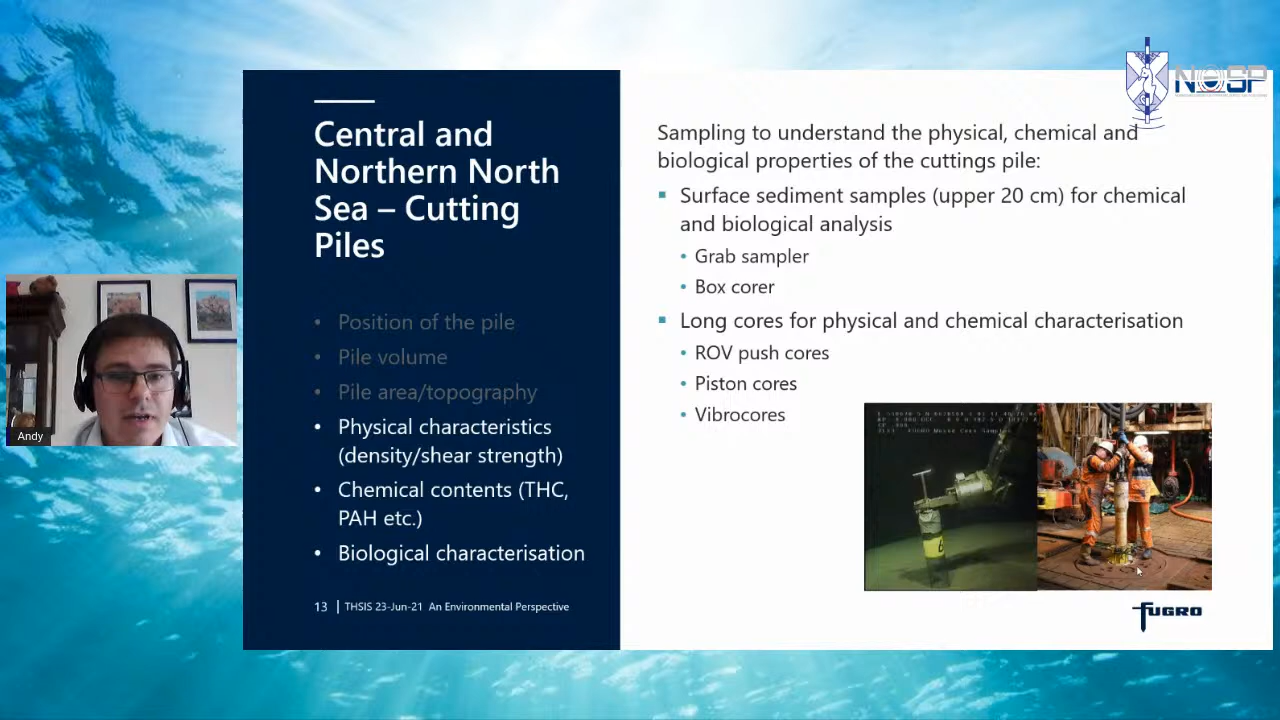 Central and
Northern North
Sea – Cutting
Piles
• Position of the pile
• Pile volume
• Pile area/topography
• Physical characteristics
(density/shear strength)
• Chemical contents (THC,
PAH etc.)
• Biological characterisation
13 | THSIS 23-Jun-21 An Environmental Perspective
Sampling to understand the physical, chemical and
biological properties of the cuttings pile:
▪ Surface sediment samples (upper 20 cm) for chemical
and biological analysis
• Grab sampler
• Box corer
▪ Long cores for physical and chemical characterisation
• ROV push cores
• Piston cores
• Vibrocores
FUGRO
NOSP
Andy